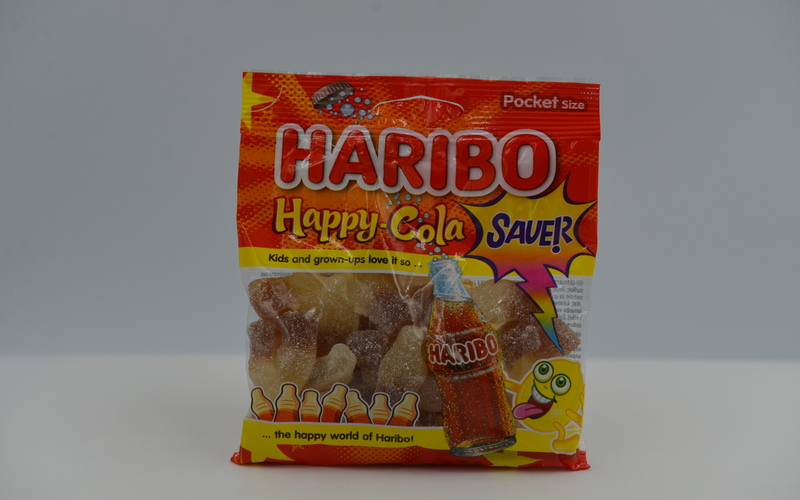 Pocket Size
HARIBO
Happy-Cola
SAUER
Kids and grown-ups love it so ...
HARIBO
... the happy world of Haribo!